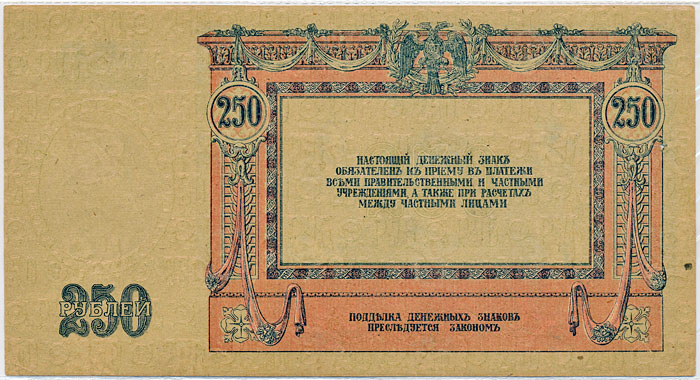 250
250
НАСТОЯЩІЙ ДЕНЕЖНЫЙ ЗНАКЪ
ОБЯЗАТЕЛЕНЪ КЪ ПРІЕМУ ВЪ ПЛАТЕЖИ
ВСѢМИ ПРАВИТЕЛЬСТВЕННЫМИ И ЧАСТНЫМИ
УЧРЕЖДЕНІЯМИ, А ТАКЖЕ ПРИ РАСЧЕТАХЪ
МЕЖДУ ЧАСТНЫМИ ЛИЦАМИ
250
РУБЛЕЙ
ПОДДѢЛКА ДЕНЕЖНЫХЪ ЗНАКОВЪ
ПРЕСЛѢДУЕТСЯ ЗАКОНОМЪ